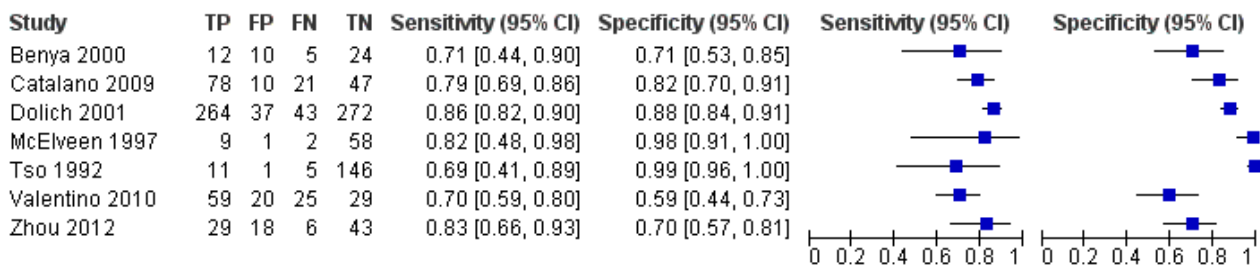 Study TP FP FN TN Sensitivity (95% CI) Specificity (95% CI) Sensitivity (95% CI) Specificity (95% CI)
Benya 2000 12 10 5 24 0.71 [0.44, 0.90] 0.71 [0.53, 0.85]
Catalano 2009 78 10 21 47 0.79 [0.69, 0.86] 0.82 [0.70, 0.91]
Dolich 2001 264 37 43 272 0.86 [0.82, 0.90] 0.88 [0.84, 0.91]
McElveen 1997 9 1 2 58 0.82 [0.48, 0.98] 0.98 [0.91, 1.00]
Tso 1992 11 1 5 146 0.69 [0.41, 0.89] 0.99 [0.96, 1.00]
Valentino 2010 59 20 25 29 0.70 [0.59, 0.80] 0.59 [0.44, 0.73]
Zhou 2012 29 18 6 43 0.83 [0.66, 0.93] 0.70 [0.57, 0.81]
0 0.2 0.4 0.6 0.8 1 0 0.2 0.4 0.6 0.8 1